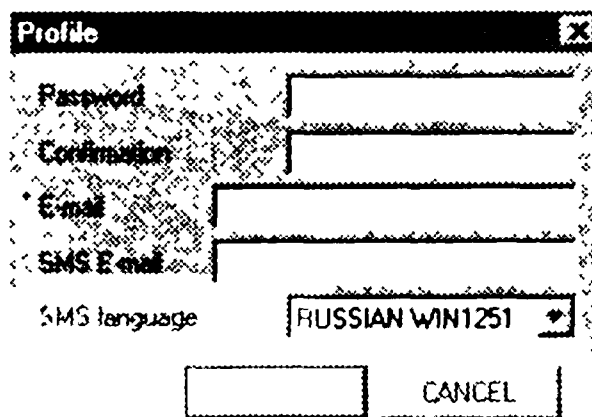 Profile X
Password
Confirmation
* E-mail
SMS E-mail
SMS language RUSSIAN WIN1251
CANCEL